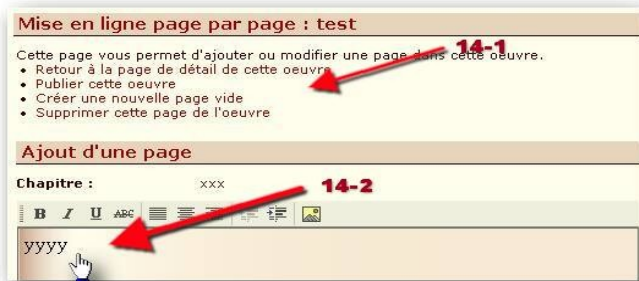 Mise en ligne page par page : test
Cette page vous permet d'ajouter ou modifier une page dans cette oeuvre.
14-1
• Retour à la page de détail de cette oeuvre
• Publier cette oeuvre
• Créer une nouvelle page vide
• Supprimer cette page de l'oeuvre
Ajout d'une page
Chapitre : xxx
14-2
B I U ABC
yyyy